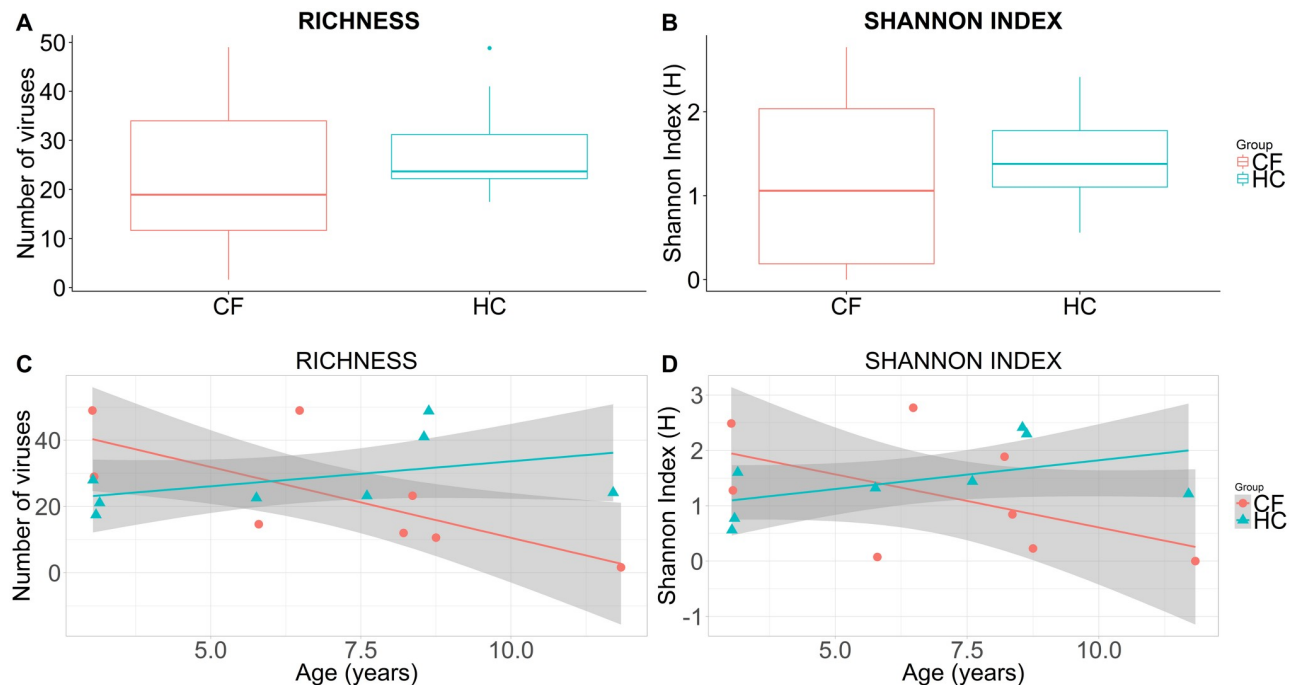 A RICHNESS
Number of viruses
50
40
30
20
10
0
CF HC
B SHANNON INDEX
Shannon Index (H)
2
1
0
CF HC
Group
CF
HC
C RICHNESS
Number of viruses
40
20
0
5.0 7.5 10.0
Age (years)
D SHANNON INDEX
Shannon Index (H)
3
2
1
0
-1
5.0 7.5 10.0
Age (years)
Group
CF
HC